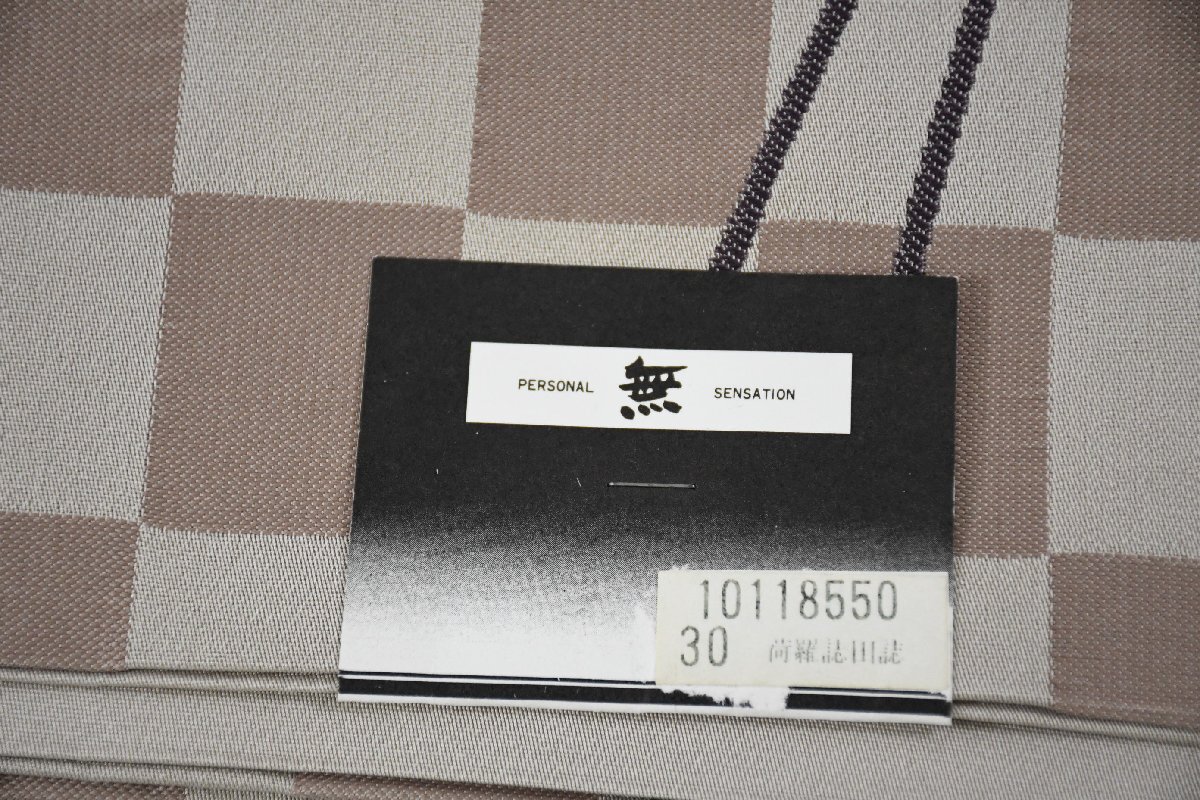 PERSONAL 無 SENSATION
10118550
30